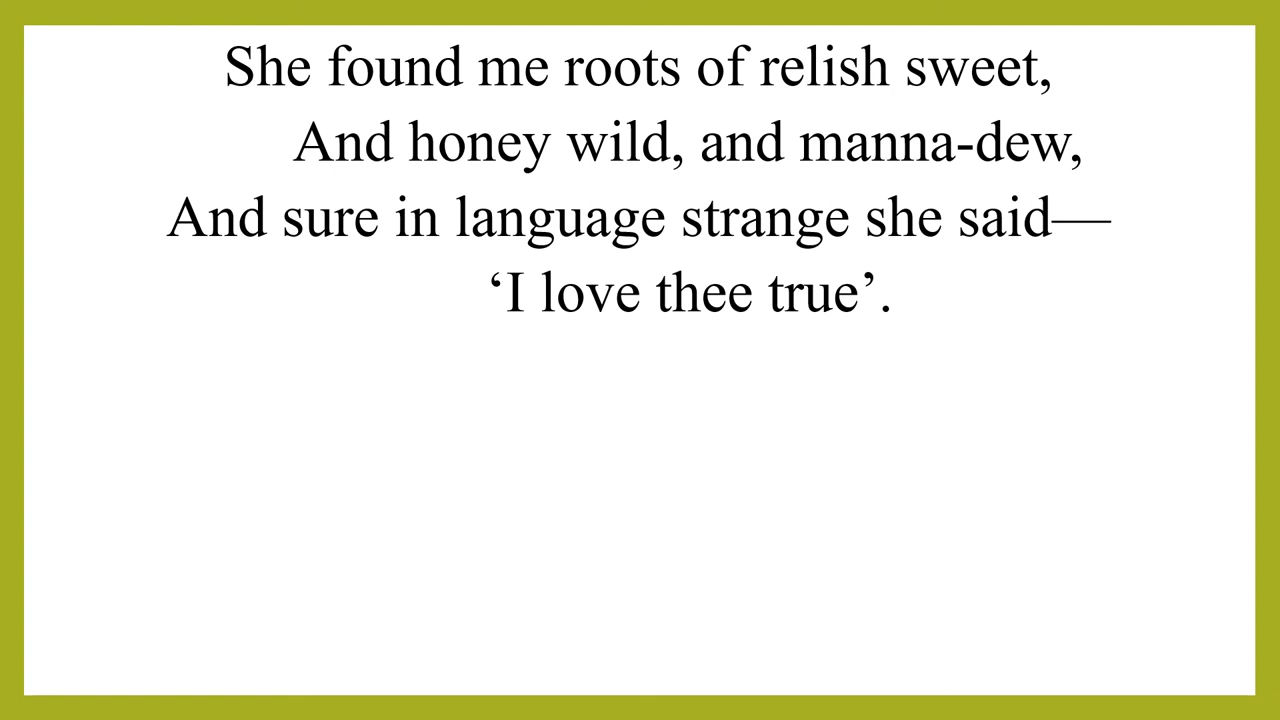 She found me roots of relish sweet,
And honey wild, and manna-dew,
And sure in language strange she said—
‘I love thee true’.